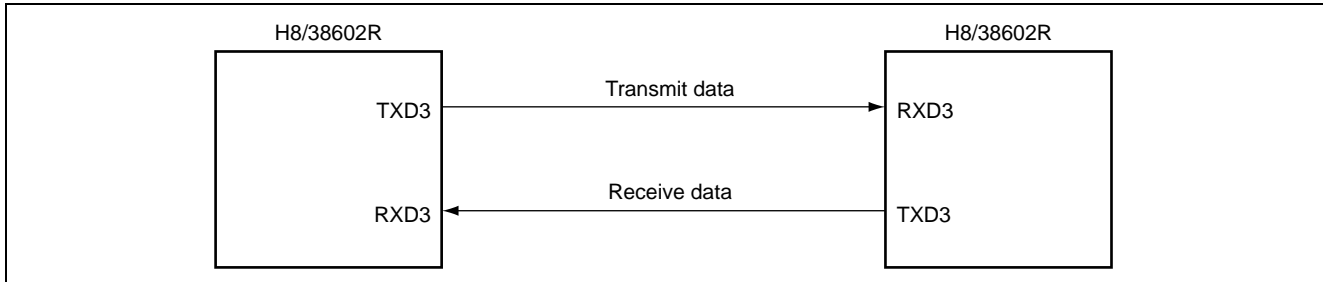 H8/38602R
H8/38602R
TXD3
Transmit data
RXD3
RXD3
Receive data
TXD3